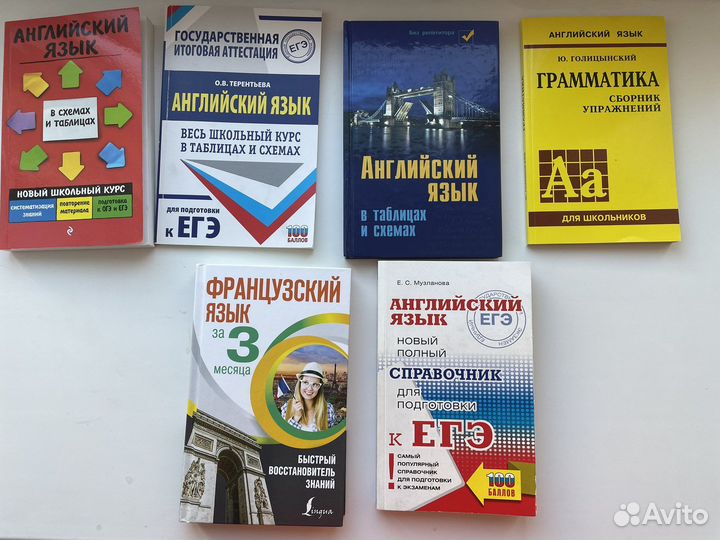 АНГЛИЙСКИЙ
ЯЗЫК
В СХЕМАХ
И ТАБЛИЦАХ
НОВЫЙ ШКОЛЬНЫЙ КУРС
систематизация
знаний
повторение
материала
подготовка
к ОГЭ и ЕГЭ
ГОСУДАРСТВЕННАЯ
ИТОГОВАЯ АТТЕСТАЦИЯ
ЕГЭ
О.В. ТЕРЕНТЬЕВА
АНГЛИЙСКИЙ ЯЗЫК
ВЕСЬ ШКОЛЬНЫЙ КУРС
В ТАБЛИЦАХ И СХЕМАХ
для подготовки
к ЕГЭ
100
БАЛЛОВ
Без репетитора
Английский
язык
в таблицах
и схемах
АНГЛИЙСКИЙ ЯЗЫК
Ю. ГОЛИЦЫНСКИЙ
ГРАММАТИКА
СБОРНИК
УПРАЖНЕНИЙ
Aa
ДЛЯ ШКОЛЬНИКОВ
ФРАНЦУЗСКИЙ
ЯЗЫК
за
3
месяца
БЫСТРЫЙ
ВОССТАНОВИТЕЛЬ
ЗНАНИЙ
Lingua
Е. С. Музланова
АНГЛИЙСКИЙ
ЯЗЫК
ЕГЭ
НОВЫЙ
ПОЛНЫЙ
СПРАВОЧНИК
ДЛЯ
ПОДГОТОВКИ
К ЕГЭ
!
САМЫЙ
ПОПУЛЯРНЫЙ
СПРАВОЧНИК
ДЛЯ ПОДГОТОВКИ
К ЭКЗАМЕНАМ
100
БАЛЛОВ
Avito